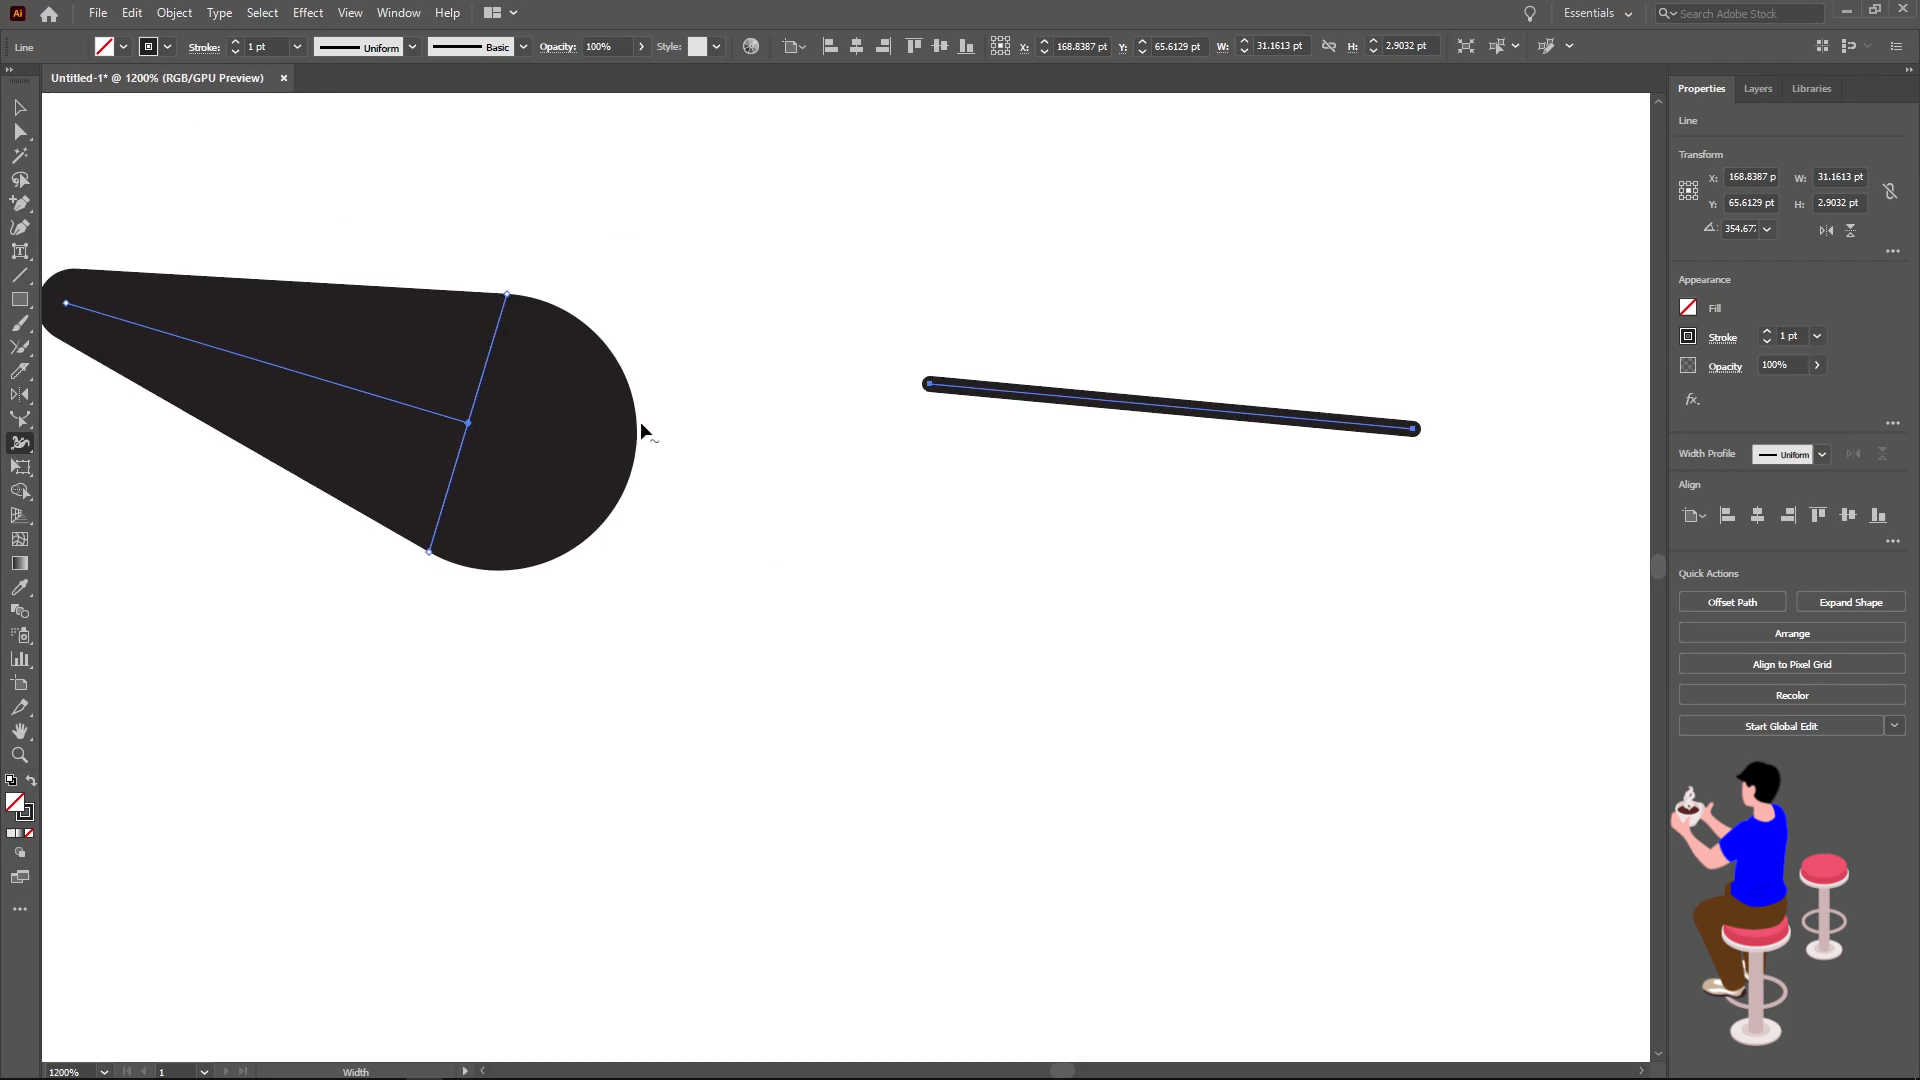 Ai File Edit Object Type Select Effect View Window Help Essentials Search Adobe Stock
Line Stroke: 1 pt Uniform Basic Opacity: 100% Style: X: 168.8387 pt Y: 65.6129 pt W: 31.1613 pt H: 2.9032 pt
Untitled-1* @ 1200% (RGB/GPU Preview) ×
Properties Layers Libraries
Line
Transform
X: 168.8387 p W: 31.1613 pt
Y: 65.6129 pt H: 2.9032 pt
354.677
Appearance
Fill
Stroke 1 pt
Opacity 100%
fx.
Width Profile Uniform
Align
Quick Actions
Offset Path Expand Shape
Arrange
Align to Pixel Grid
Recolor
Start Global Edit
1200% 1 Width